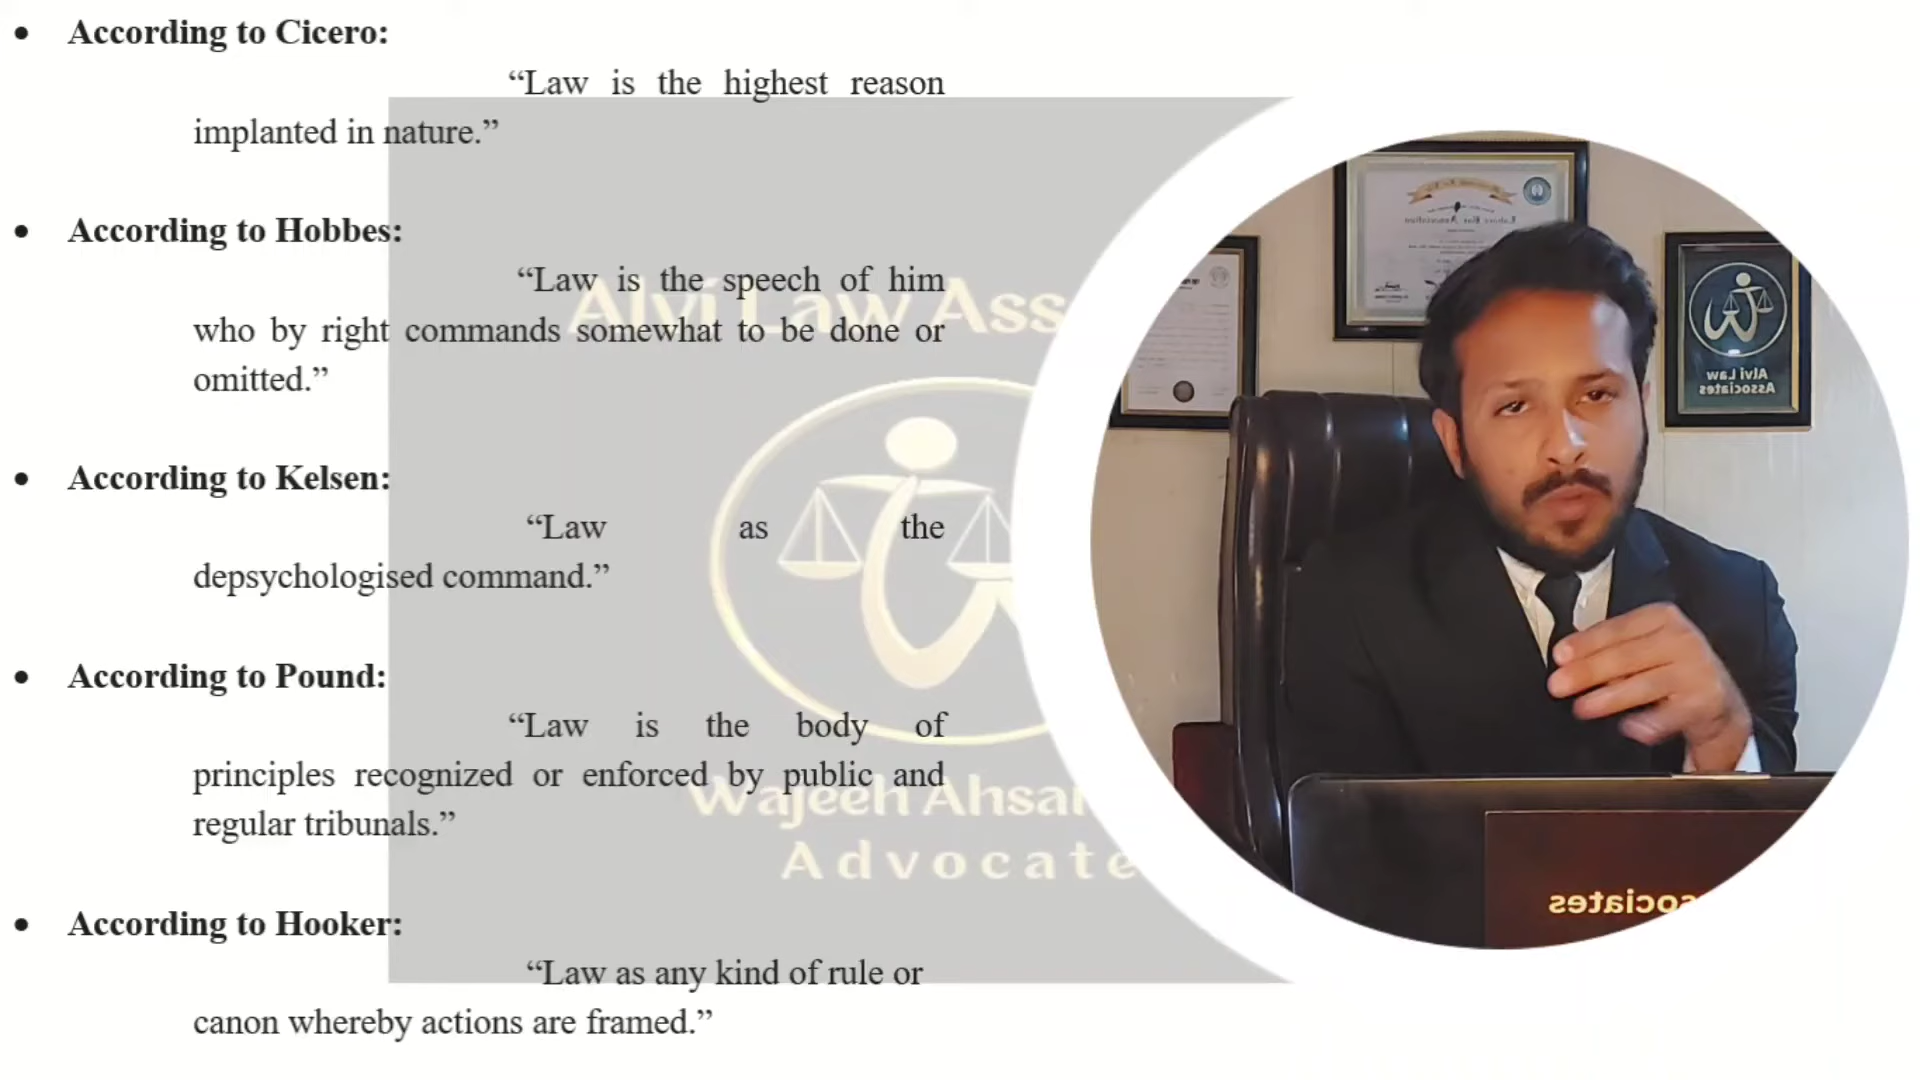 • According to Cicero:
“Law is the highest reason
implanted in nature.”
• According to Hobbes:
“Law is the speech of him
who by right commands somewhat to be done or
omitted.”
• According to Kelsen:
“Law as the
depsychologised command.”
• According to Pound:
“Law is the body of
principles recognized or enforced by public and
regular tribunals.”
• According to Hooker:
“Law as any kind of rule or
canon whereby actions are framed.”
Alvi Law Ass
Wajeeh Ahsa
Advocate
Lahore Bar Association
Alvi Law
Associates
sociates